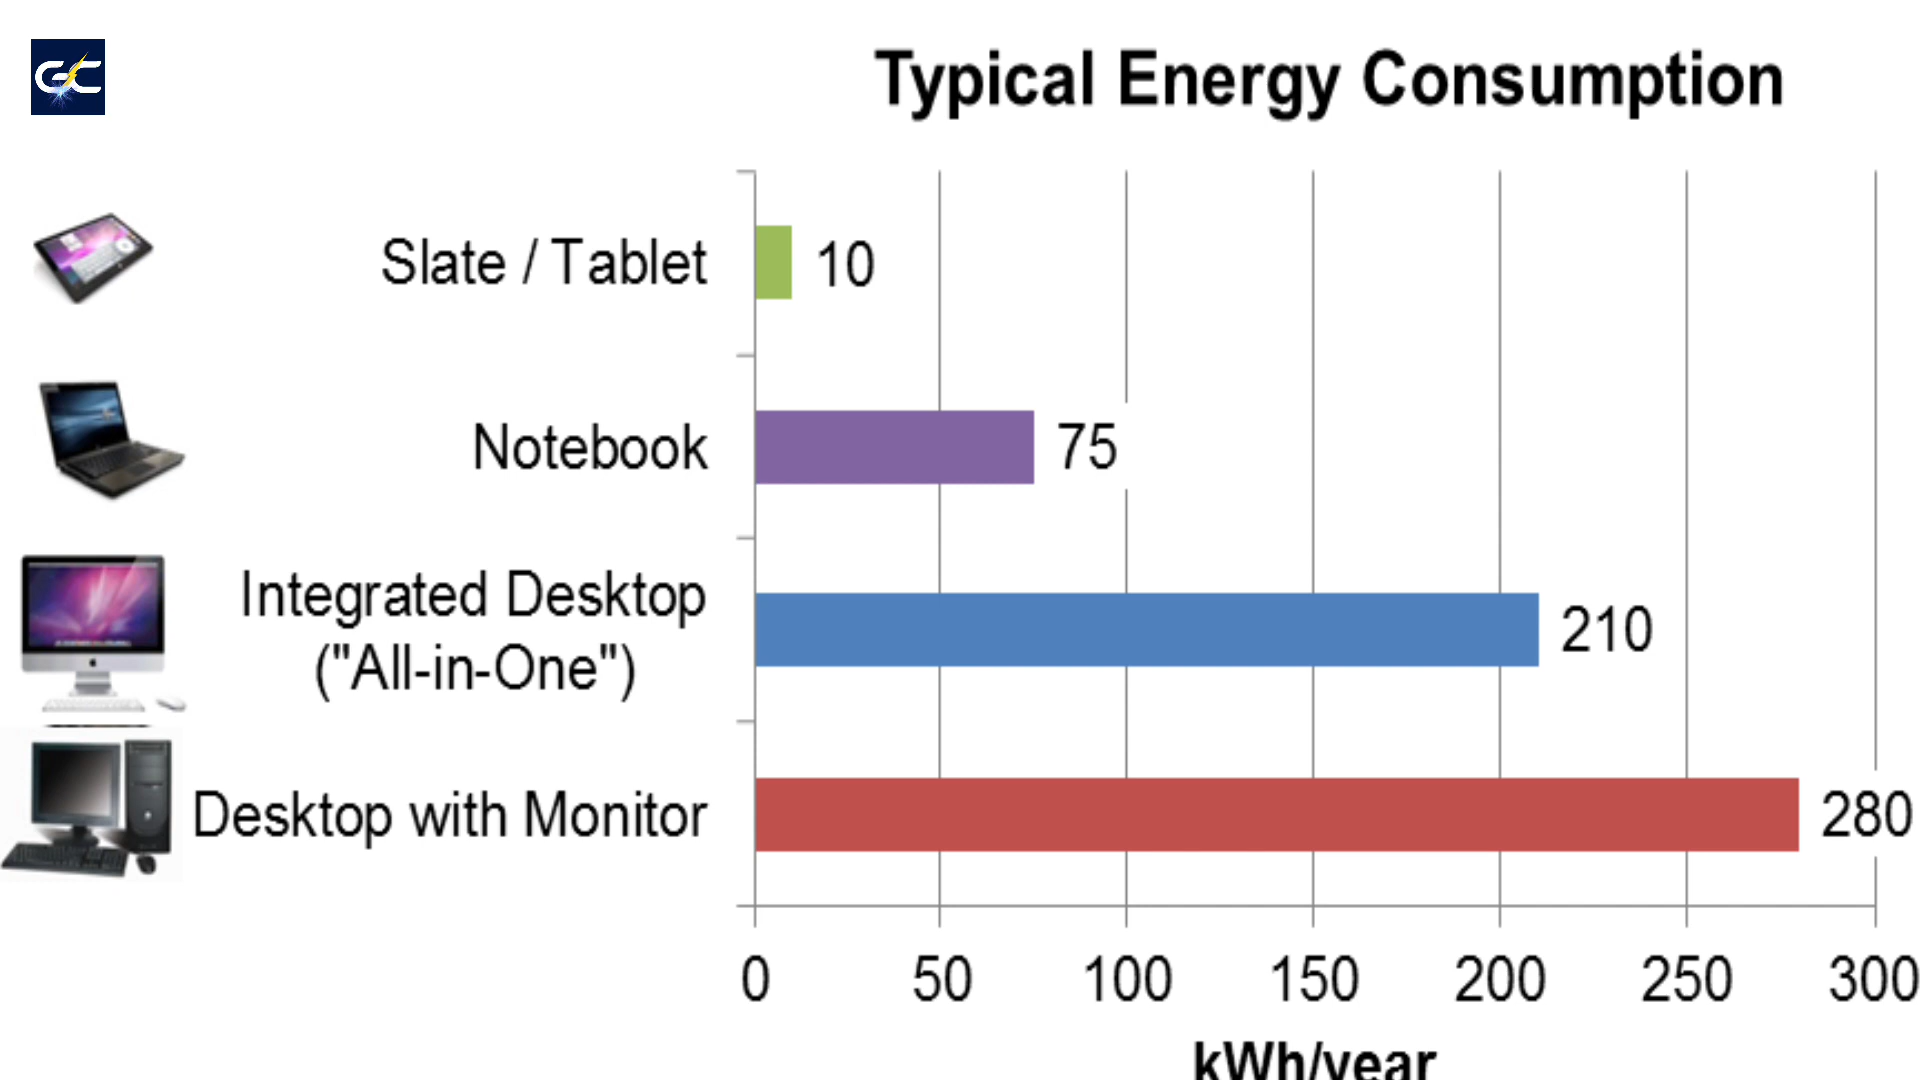 GC
Typical Energy Consumption
Slate / Tablet
10
Notebook
75
Integrated Desktop
("All-in-One")
210
Desktop with Monitor
280
0 50 100 150 200 250 300
kWh/year